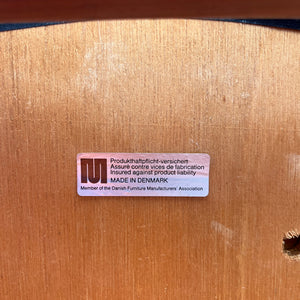 Produkthaftpflicht-versichert
Assuré contre vices de fabrication
Insured against product liability
MADE IN DENMARK
Member of the Danish Furniture Manufacturers' Association